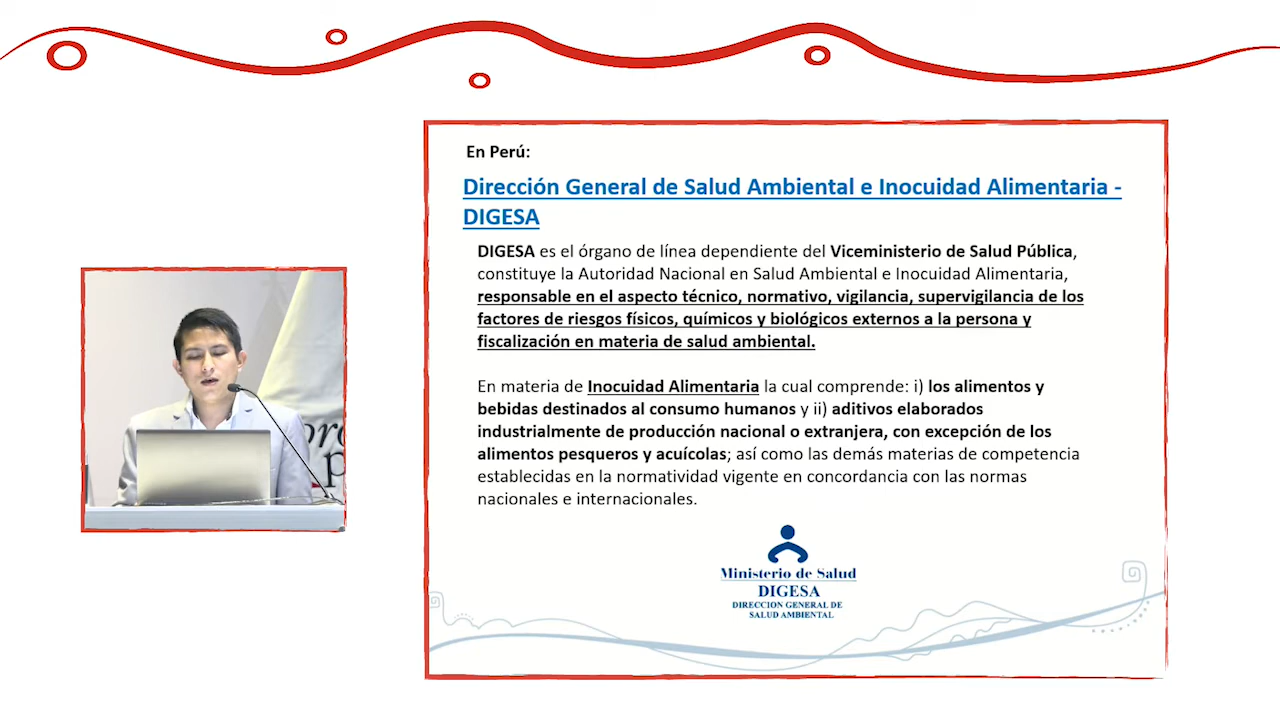 En Perú:
Dirección General de Salud Ambiental e Inocuidad Alimentaria -
DIGESA
DIGESA es el órgano de línea dependiente del Viceministerio de Salud Pública,
constituye la Autoridad Nacional en Salud Ambiental e Inocuidad Alimentaria,
responsable en el aspecto técnico, normativo, vigilancia, supervigilancia de los
factores de riesgos físicos, químicos y biológicos externos a la persona y
fiscalización en materia de salud ambiental.
En materia de Inocuidad Alimentaria la cual comprende: i) los alimentos y
bebidas destinados al consumo humanos y ii) aditivos elaborados
industrialmente de producción nacional o extranjera, con excepción de los
alimentos pesqueros y acuícolas; así como las demás materias de competencia
establecidas en la normatividad vigente en concordancia con las normas
nacionales e internacionales.
Ministerio de Salud
DIGESA
DIRECCION GENERAL DE
SALUD AMBIENTAL